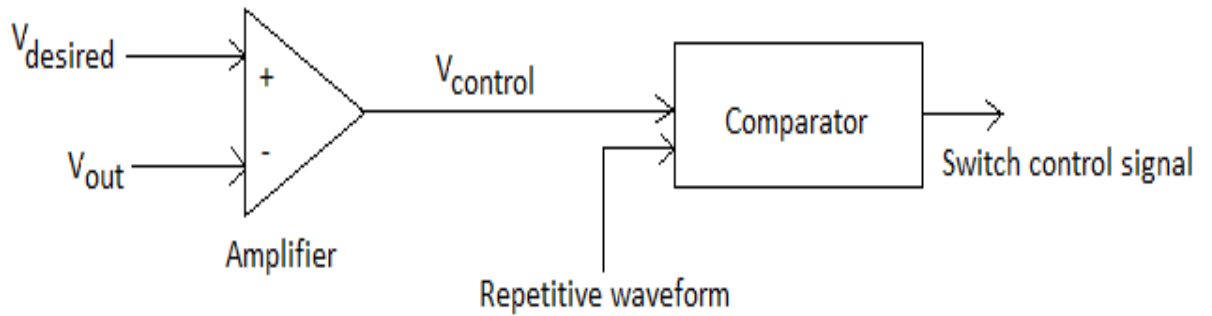 Vdesired
+
Vcontrol
Comparator
-
Vout
Switch control signal
Amplifier
Repetitive waveform